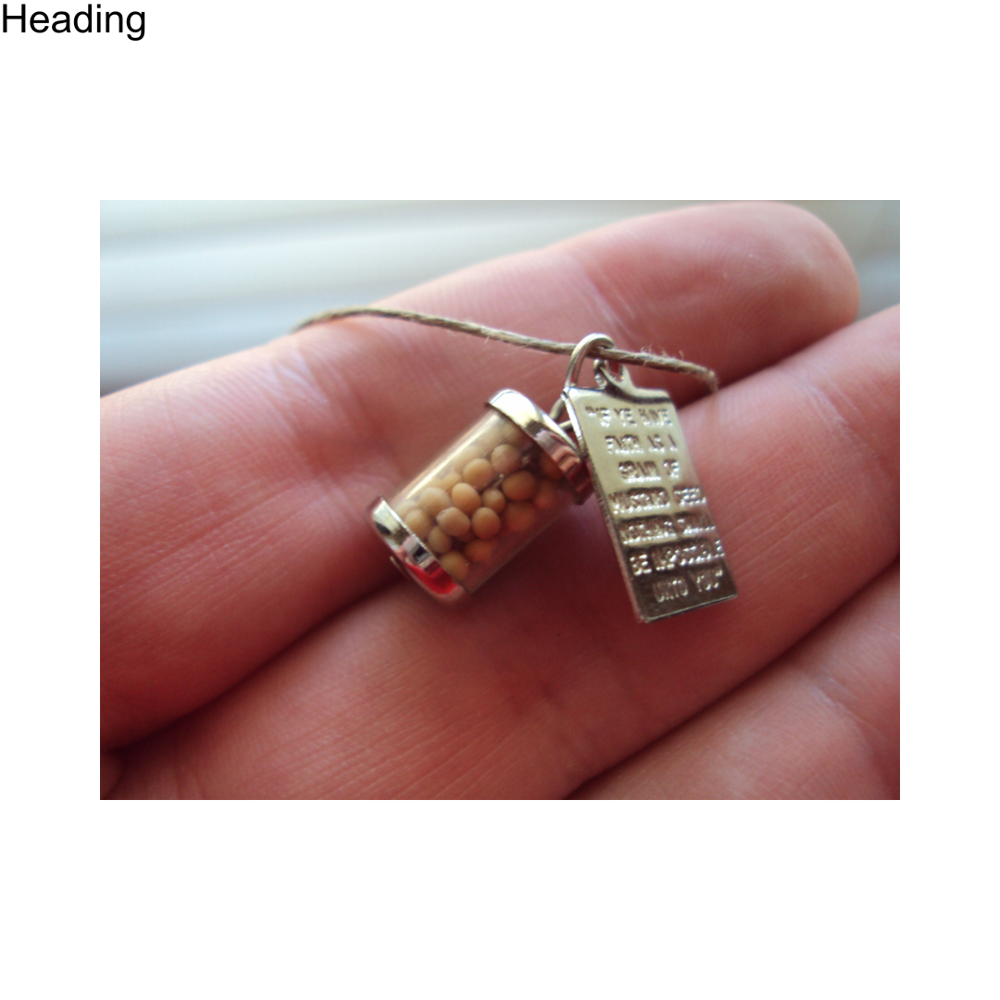 Heading
"IF YE HAVE
FAITH AS A
GRAIN OF
MUSTARD SEED
NOTHING SHALL
BE IMPOSSIBLE
UNTO YOU"